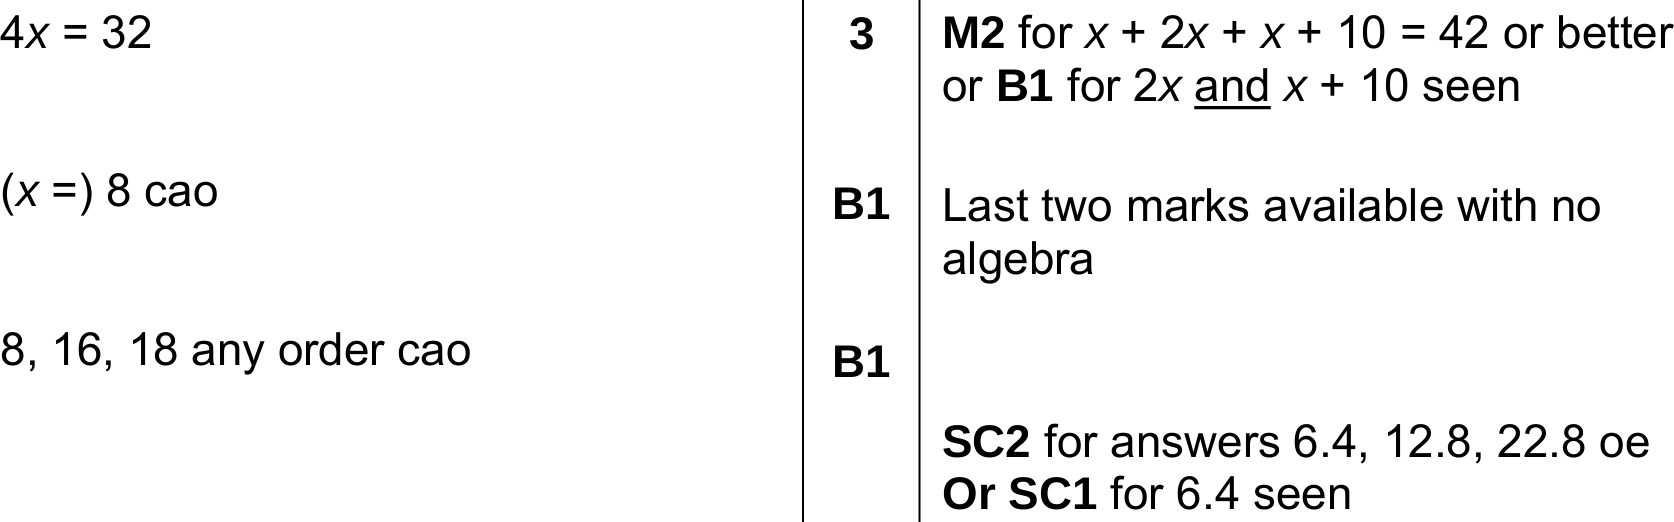 4x = 32
3
M2 for x + 2x + x + 10 = 42 or better
or B1 for 2x and x + 10 seen
(x =) 8 cao
B1
Last two marks available with no
algebra
8, 16, 18 any order cao
B1
SC2 for answers 6.4, 12.8, 22.8 oe
Or SC1 for 6.4 seen